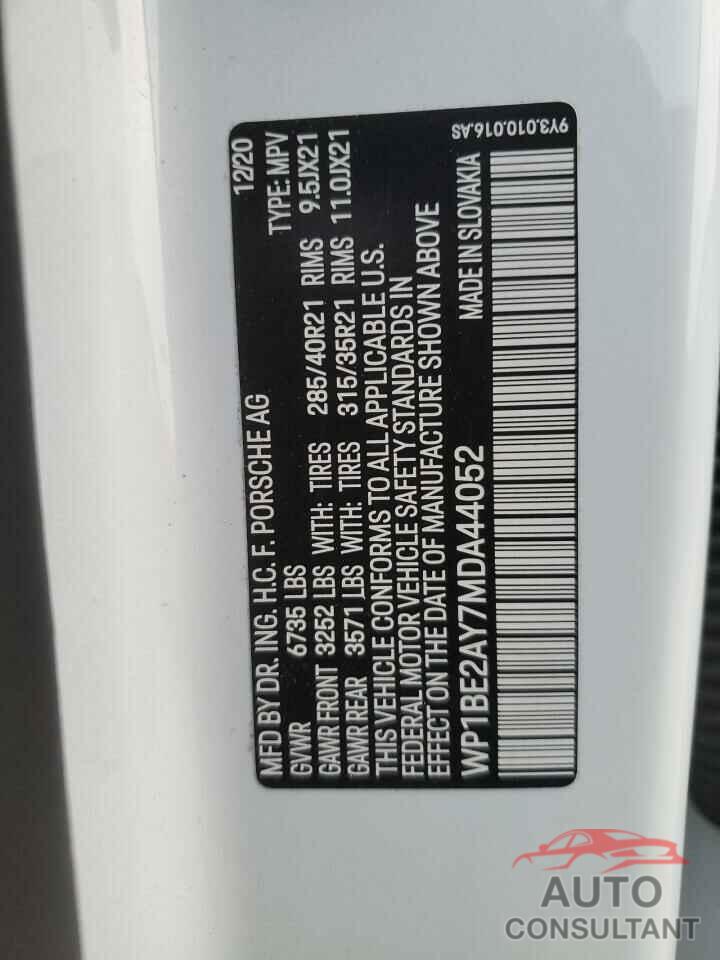 MFD BY DR. ING. H.C. F. PORSCHE AG 12/20
GVWR 6735 LBS TYPE: MPV
GAWR FRONT 3252 LBS WITH: TIRES 285/40R21 RIMS 9.5JX21
GAWR REAR 3571 LBS WITH: TIRES 315/35R21 RIMS 11.0JX21
THIS VEHICLE CONFORMS TO ALL APPLICABLE U.S.
FEDERAL MOTOR VEHICLE SAFETY STANDARDS IN
EFFECT ON THE DATE OF MANUFACTURE SHOWN ABOVE
9Y3.010.016.AS
WP1BE2AY7MDA44052 MADE IN SLOVAKIA
AUTO
CONSULTANT